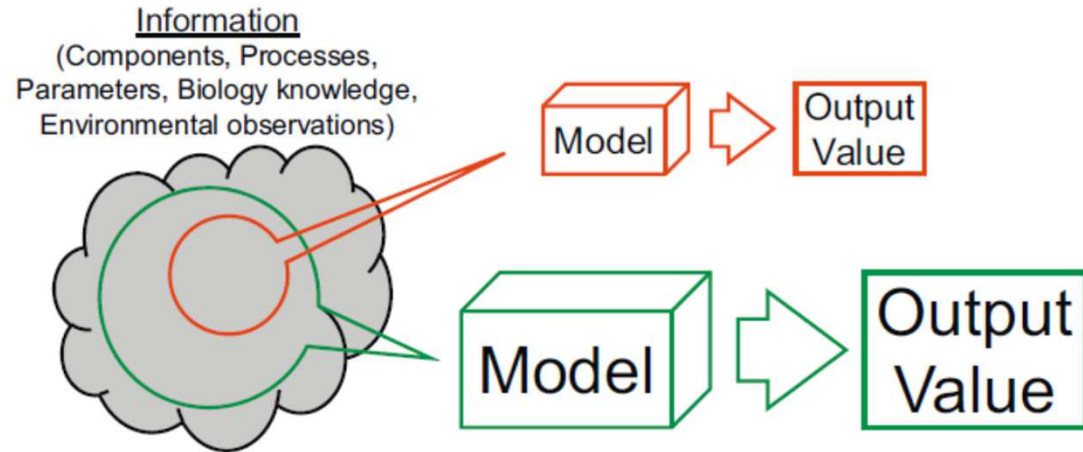 Information
(Components, Processes,
Parameters, Biology knowledge,
Environmental observations)
Model
Output
Value
Model
Output
Value